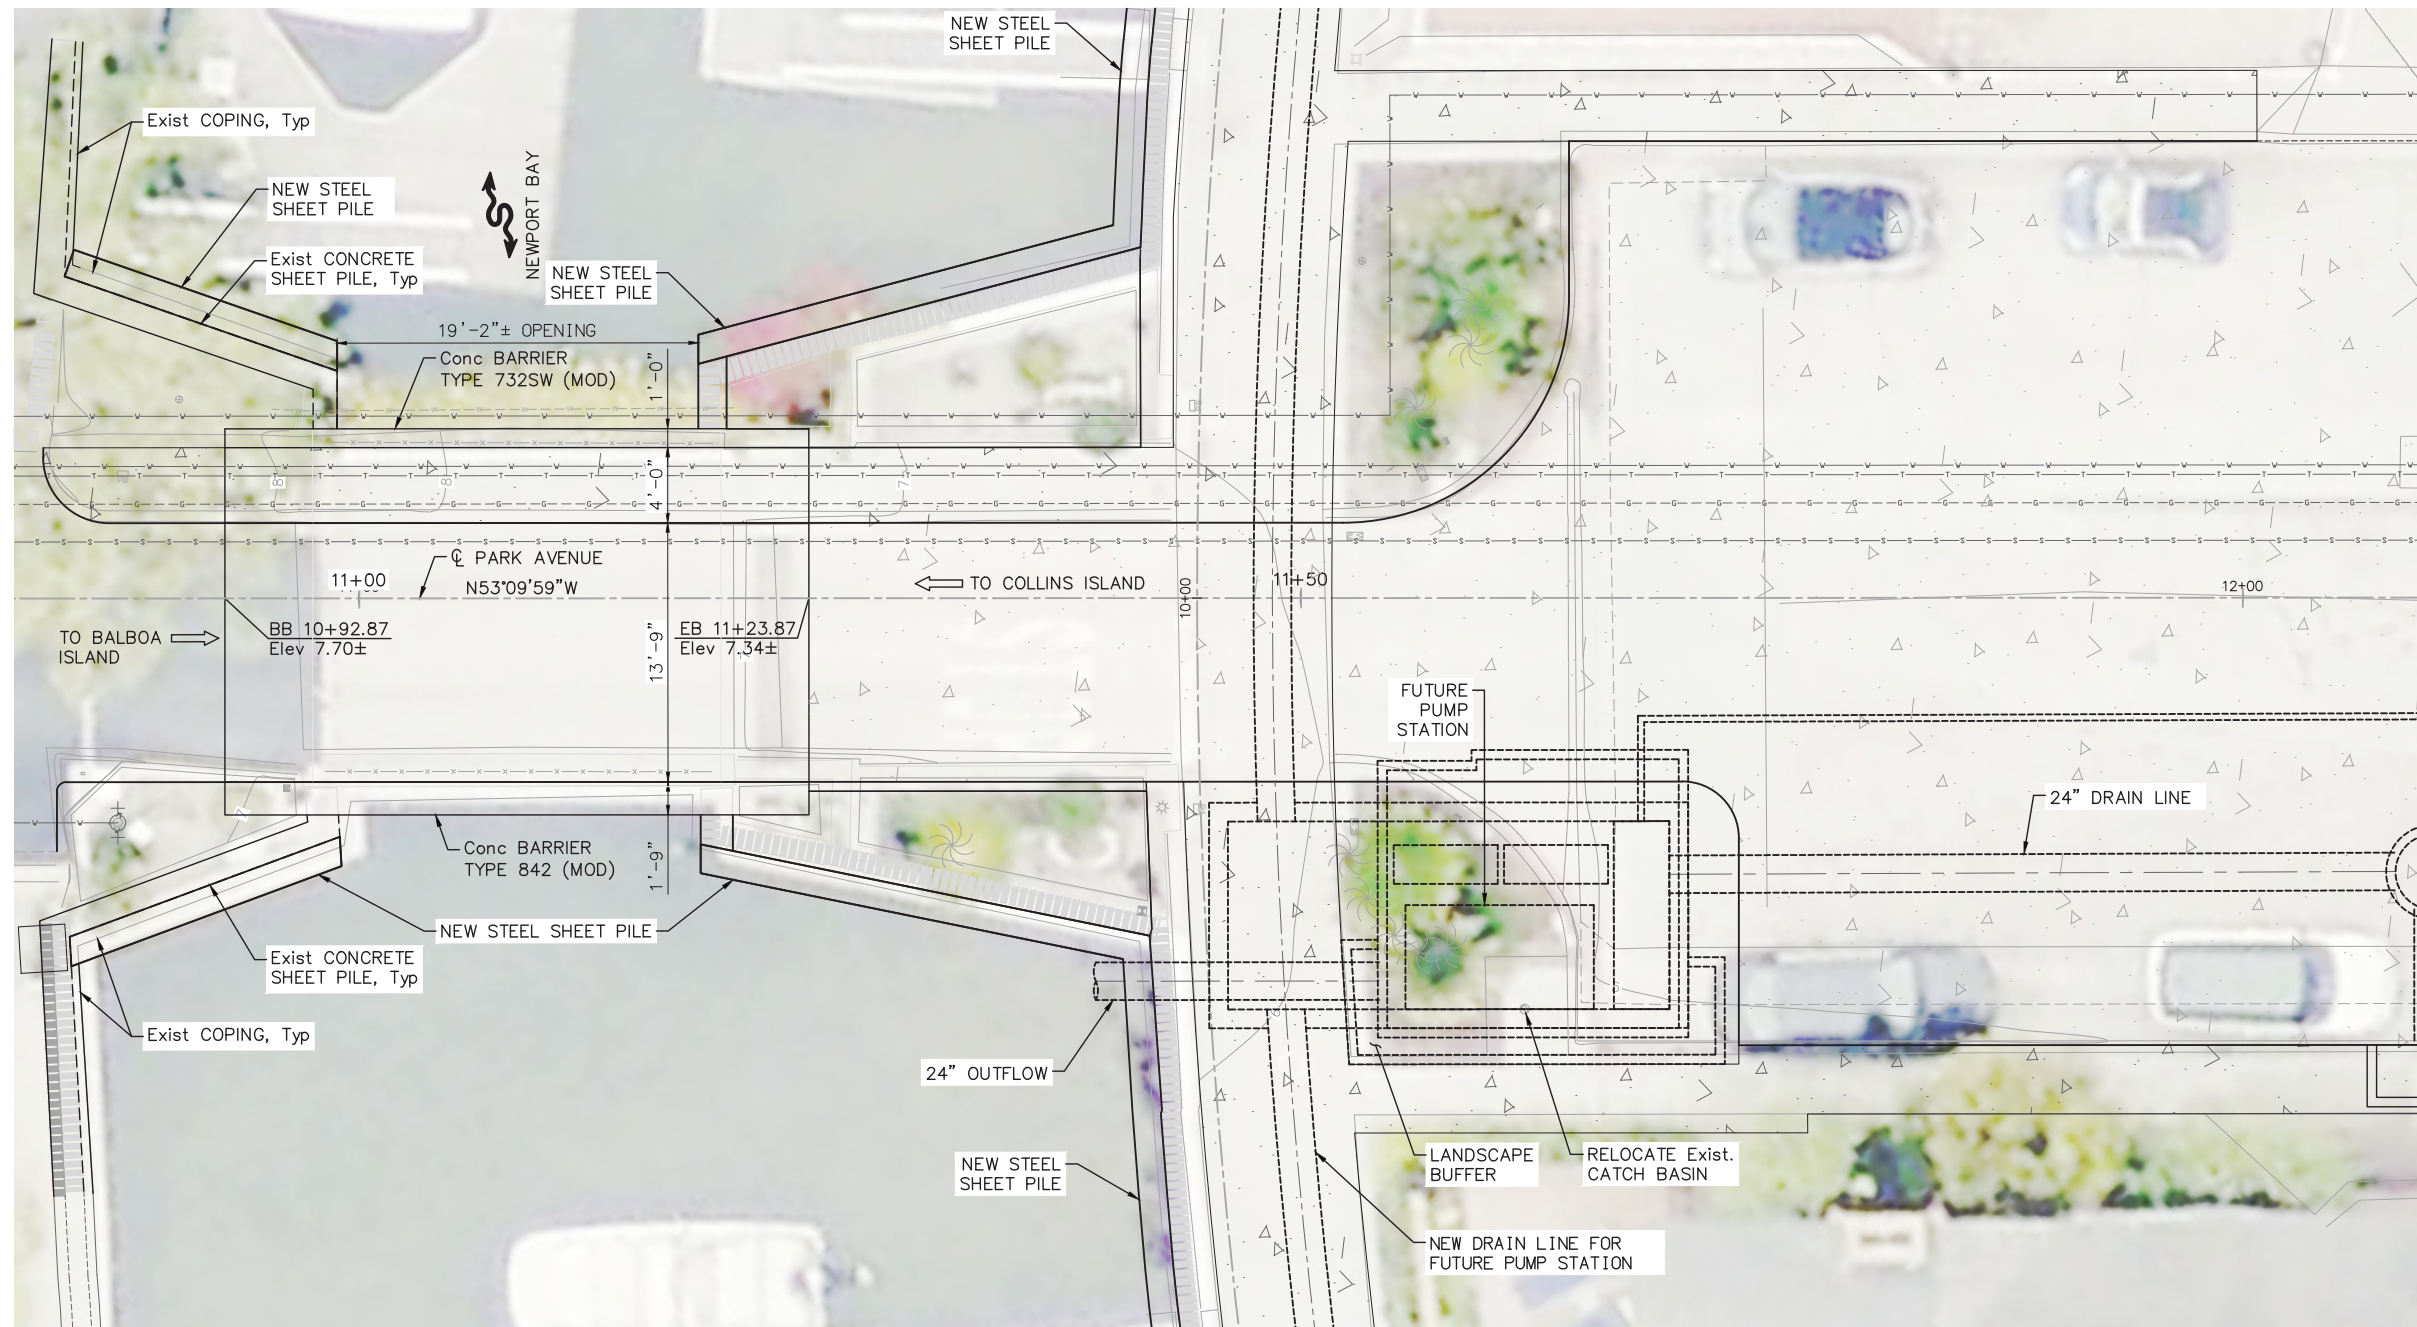 NEW STEEL
SHEET PILE
Exist COPING, Typ
NEW STEEL
SHEET PILE
Exist CONCRETE
SHEET PILE, Typ
NEWPORT BAY
NEW STEEL
SHEET PILE
19'-2"± OPENING
Conc BARRIER
TYPE 732SW (MOD)
1'-0"
4'-0"
8
8
7
℄ PARK AVENUE
N53°09'59"W
11+00
TO COLLINS ISLAND
10+00
11+50
12+00
TO BALBOA
ISLAND
BB 10+92.87
Elev 7.70±
EB 11+23.87
Elev 7.34±
13'-9"
FUTURE
PUMP
STATION
24" DRAIN LINE
7
Conc BARRIER
TYPE 842 (MOD)
1'-9"
NEW STEEL SHEET PILE
Exist CONCRETE
SHEET PILE, Typ
Exist COPING, Typ
24" OUTFLOW
NEW STEEL
SHEET PILE
LANDSCAPE
BUFFER
RELOCATE Exist.
CATCH BASIN
NEW DRAIN LINE FOR
FUTURE PUMP STATION